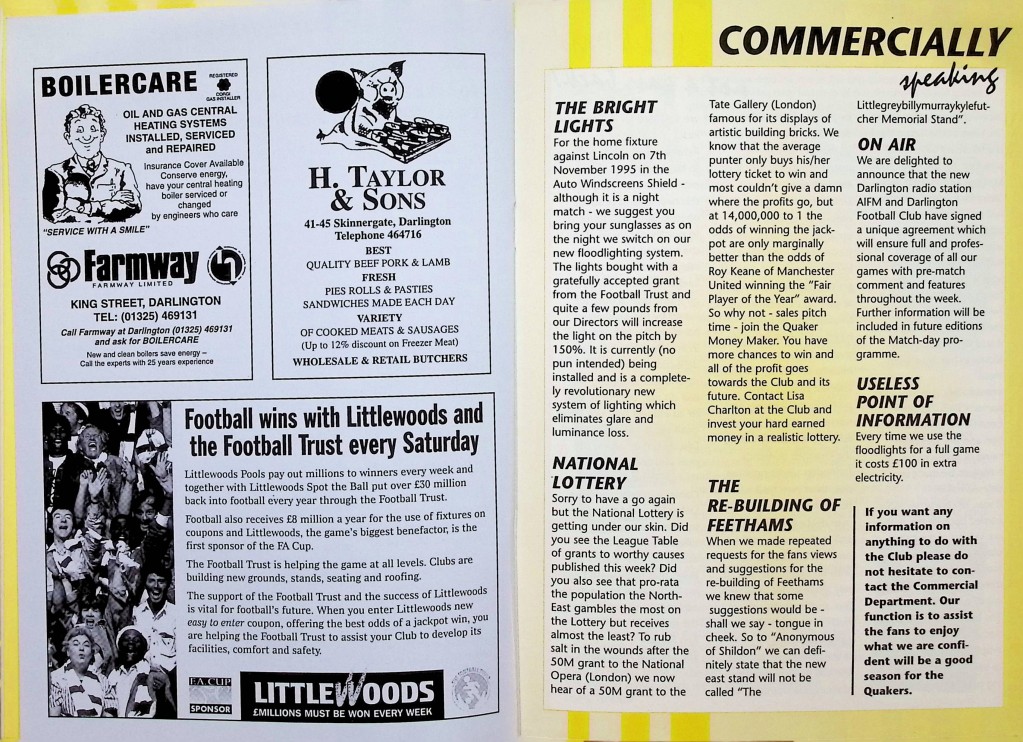 BOILERCARE
REGISTERED
CORGI
GAS INSTALLER
OIL AND GAS CENTRAL
HEATING SYSTEMS
INSTALLED, SERVICED
and REPAIRED
Insurance Cover Available
Conserve energy,
have your central heating
boiler serviced or
changed
by engineers who care
"SERVICE WITH A SMILE"
Farmway
FARMWAY LIMITED
KING STREET, DARLINGTON
TEL: (01325) 469131
Call Farmway at Darlington (01325) 469131
and ask for BOILERCARE
New and clean boilers save energy –
Call the experts with 25 years experience
H. TAYLOR
& SONS
41-45 Skinnergate, Darlington
Telephone 464716
BEST
QUALITY BEEF PORK & LAMB
FRESH
PIES ROLLS & PASTIES
SANDWICHES MADE EACH DAY
VARIETY
OF COOKED MEATS & SAUSAGES
(Up to 12% discount on Freezer Meat)
WHOLESALE & RETAIL BUTCHERS
Football wins with Littlewoods and
the Football Trust every Saturday
Littlewoods Pools pay out millions to winners every week and
together with Littlewoods Spot the Ball put over £30 million
back into football every year through the Football Trust.
Football also receives £8 million a year for the use of fixtures on
coupons and Littlewoods, the game's biggest benefactor, is the
first sponsor of the FA Cup.
The Football Trust is helping the game at all levels. Clubs are
building new grounds, stands, seating and roofing.
The support of the Football Trust and the success of Littlewoods
is vital for football's future. When you enter Littlewoods new
easy to enter coupon, offering the best odds of a jackpot win, you
are helping the Football Trust to assist your Club to develop its
facilities, comfort and safety.
F.A. CUP
SPONSOR
LITTLEWOODS
£MILLIONS MUST BE WON EVERY WEEK
COMMERCIALLY
speaking
THE BRIGHT
LIGHTS
For the home fixture
against Lincoln on 7th
November 1995 in the
Auto Windscreens Shield -
although it is a night
match - we suggest you
bring your sunglasses as on
the night we switch on our
new floodlighting system.
The lights bought with a
gratefully accepted grant
from the Football Trust and
quite a few pounds from
our Directors will increase
the light on the pitch by
150%. It is currently (no
pun intended) being
installed and is a complete-
ly revolutionary new
system of lighting which
eliminates glare and
luminance loss.
NATIONAL
LOTTERY
Sorry to have a go again
but the National Lottery is
getting under our skin. Did
you see the League Table
of grants to worthy causes
published this week? Did
you also see that pro-rata
the population the North-
East gambles the most on
the Lottery but receives
almost the least? To rub
salt in the wounds after the
50M grant to the National
Opera (London) we now
hear of a 50M grant to the
Tate Gallery (London)
famous for its displays of
artistic building bricks. We
know that the average
punter only buys his/her
lottery ticket to win and
most couldn't give a damn
where the profits go, but
at 14,000,000 to 1 the
odds of winning the jack-
pot are only marginally
better than the odds of
Roy Keane of Manchester
United winning the "Fair
Player of the Year" award.
So why not - sales pitch
time - join the Quaker
Money Maker. You have
more chances to win and
all of the profit goes
towards the Club and its
future. Contact Lisa
Charlton at the Club and
invest your hard earned
money in a realistic lottery.
THE
RE-BUILDING OF
FEETHAMS
When we made repeated
requests for the fans views
and suggestions for the
re-building of Feethams
we knew that some
suggestions would be -
shall we say - tongue in
cheek. So to "Anonymous
of Shildon" we can defi-
nitely state that the new
east stand will not be
called "The
Littlegreybillymurraykylefut-
cher Memorial Stand".
ON AIR
We are delighted to
announce that the new
Darlington radio station
AIFM and Darlington
Football Club have signed
a unique agreement which
will ensure full and profes-
sional coverage of all our
games with pre-match
comment and features
throughout the week.
Further information will be
included in future editions
of the Match-day pro-
gramme.
USELESS
POINT OF
INFORMATION
Every time we use the
floodlights for a full game
it costs £100 in extra
electricity.
If you want any
information on
anything to do with
the Club please do
not hesitate to con-
tact the Commercial
Department. Our
function is to assist
the fans to enjoy
what we are confi-
dent will be a good
season for the
Quakers.